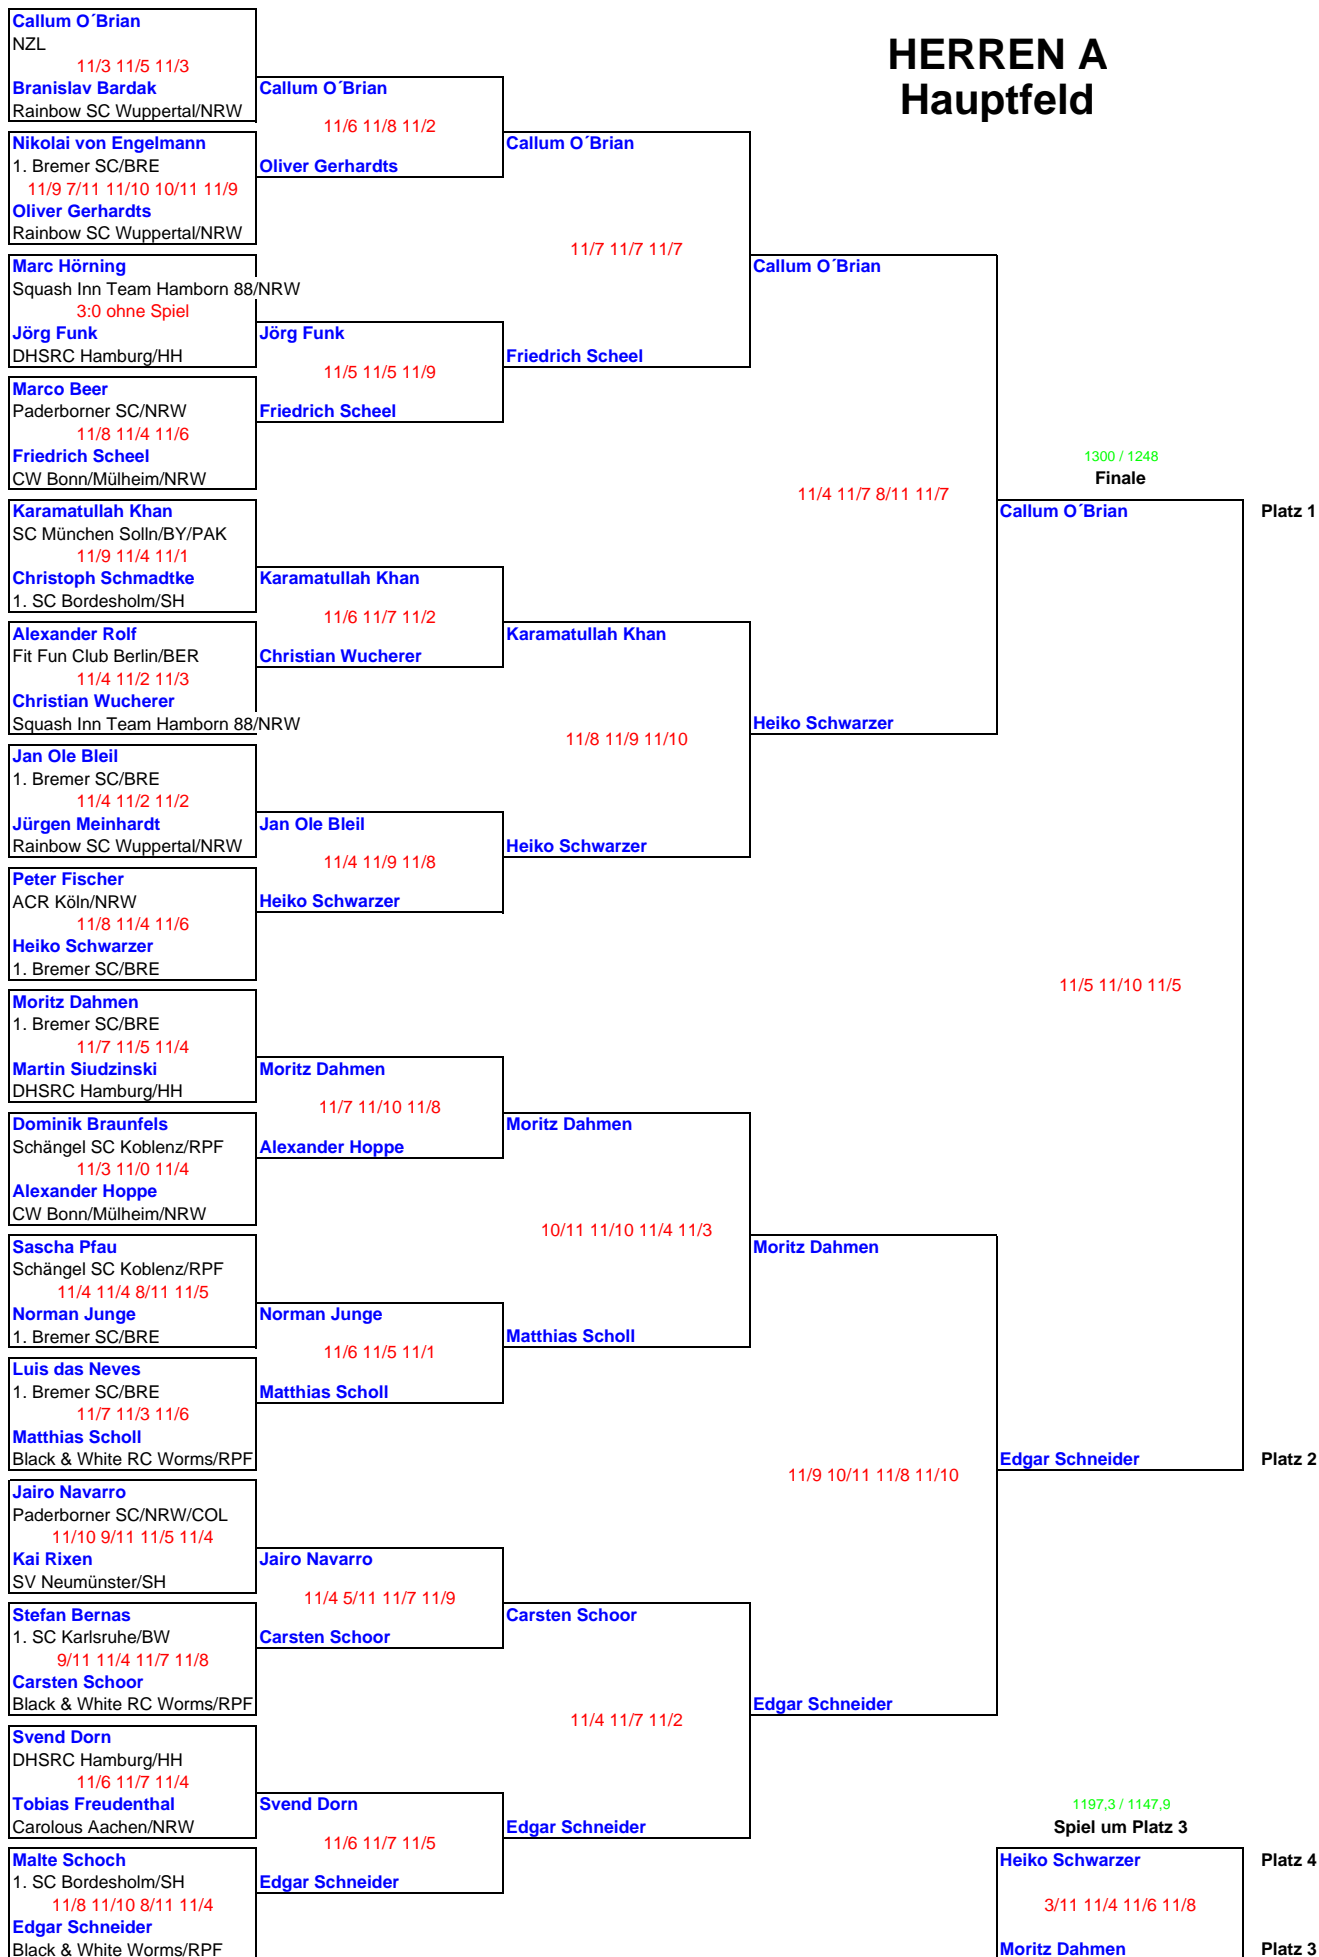 HERREN A
Hauptfeld
Callum O´Brian
NZL
11/3 11/5 11/3
Branislav Bardak
Rainbow SC Wuppertal/NRW
Nikolai von Engelmann
1. Bremer SC/BRE
11/9 7/11 11/10 10/11 11/9
Oliver Gerhardts
Rainbow SC Wuppertal/NRW
Marc Hörning
Squash Inn Team Hamborn 88/NRW
3:0 ohne Spiel
Jörg Funk
DHSRC Hamburg/HH
Marco Beer
Paderborner SC/NRW
11/8 11/4 11/6
Friedrich Scheel
CW Bonn/Mülheim/NRW
Karamatullah Khan
SC München Solln/BY/PAK
11/9 11/4 11/1
Christoph Schmadtke
1. SC Bordesholm/SH
Alexander Rolf
Fit Fun Club Berlin/BER
11/4 11/2 11/3
Christian Wucherer
Squash Inn Team Hamborn 88/NRW
Jan Ole Bleil
1. Bremer SC/BRE
11/4 11/2 11/2
Jürgen Meinhardt
Rainbow SC Wuppertal/NRW
Peter Fischer
ACR Köln/NRW
11/8 11/4 11/6
Heiko Schwarzer
1. Bremer SC/BRE
Moritz Dahmen
1. Bremer SC/BRE
11/7 11/5 11/4
Martin Siudzinski
DHSRC Hamburg/HH
Dominik Braunfels
Schängel SC Koblenz/RPF
11/3 11/0 11/4
Alexander Hoppe
CW Bonn/Mülheim/NRW
Sascha Pfau
Schängel SC Koblenz/RPF
11/4 11/4 8/11 11/5
Norman Junge
1. Bremer SC/BRE
Luis das Neves
1. Bremer SC/BRE
11/7 11/3 11/6
Matthias Scholl
Black & White RC Worms/RPF
Jairo Navarro
Paderborner SC/NRW/COL
11/10 9/11 11/5 11/4
Kai Rixen
SV Neumünster/SH
Stefan Bernas
1. SC Karlsruhe/BW
9/11 11/4 11/7 11/8
Carsten Schoor
Black & White RC Worms/RPF
Svend Dorn
DHSRC Hamburg/HH
11/6 11/7 11/4
Tobias Freudenthal
Carolous Aachen/NRW
Malte Schoch
1. SC Bordesholm/SH
11/8 11/10 8/11 11/4
Edgar Schneider
Black & White Worms/RPF
Callum O´Brian
11/6 11/8 11/2
Oliver Gerhardts
Jörg Funk
11/5 11/5 11/9
Friedrich Scheel
Karamatullah Khan
11/6 11/7 11/2
Christian Wucherer
Jan Ole Bleil
11/4 11/9 11/8
Heiko Schwarzer
Moritz Dahmen
11/7 11/10 11/8
Alexander Hoppe
Norman Junge
11/6 11/5 11/1
Matthias Scholl
Jairo Navarro
11/4 5/11 11/7 11/9
Carsten Schoor
Svend Dorn
11/6 11/7 11/5
Edgar Schneider
Callum O´Brian
11/7 11/7 11/7
Friedrich Scheel
Karamatullah Khan
11/8 11/9 11/10
Heiko Schwarzer
Moritz Dahmen
10/11 11/10 11/4 11/3
Matthias Scholl
Carsten Schoor
11/4 11/7 11/2
Edgar Schneider
Callum O´Brian
11/4 11/7 8/11 11/7
Heiko Schwarzer
Moritz Dahmen
11/9 10/11 11/8 11/10
Edgar Schneider
1300 / 1248
Finale
Callum O´Brian Platz 1
11/5 11/10 11/5
Edgar Schneider Platz 2
1197,3 / 1147,9
Spiel um Platz 3
Heiko Schwarzer Platz 4
3/11 11/4 11/6 11/8
Moritz Dahmen Platz 3